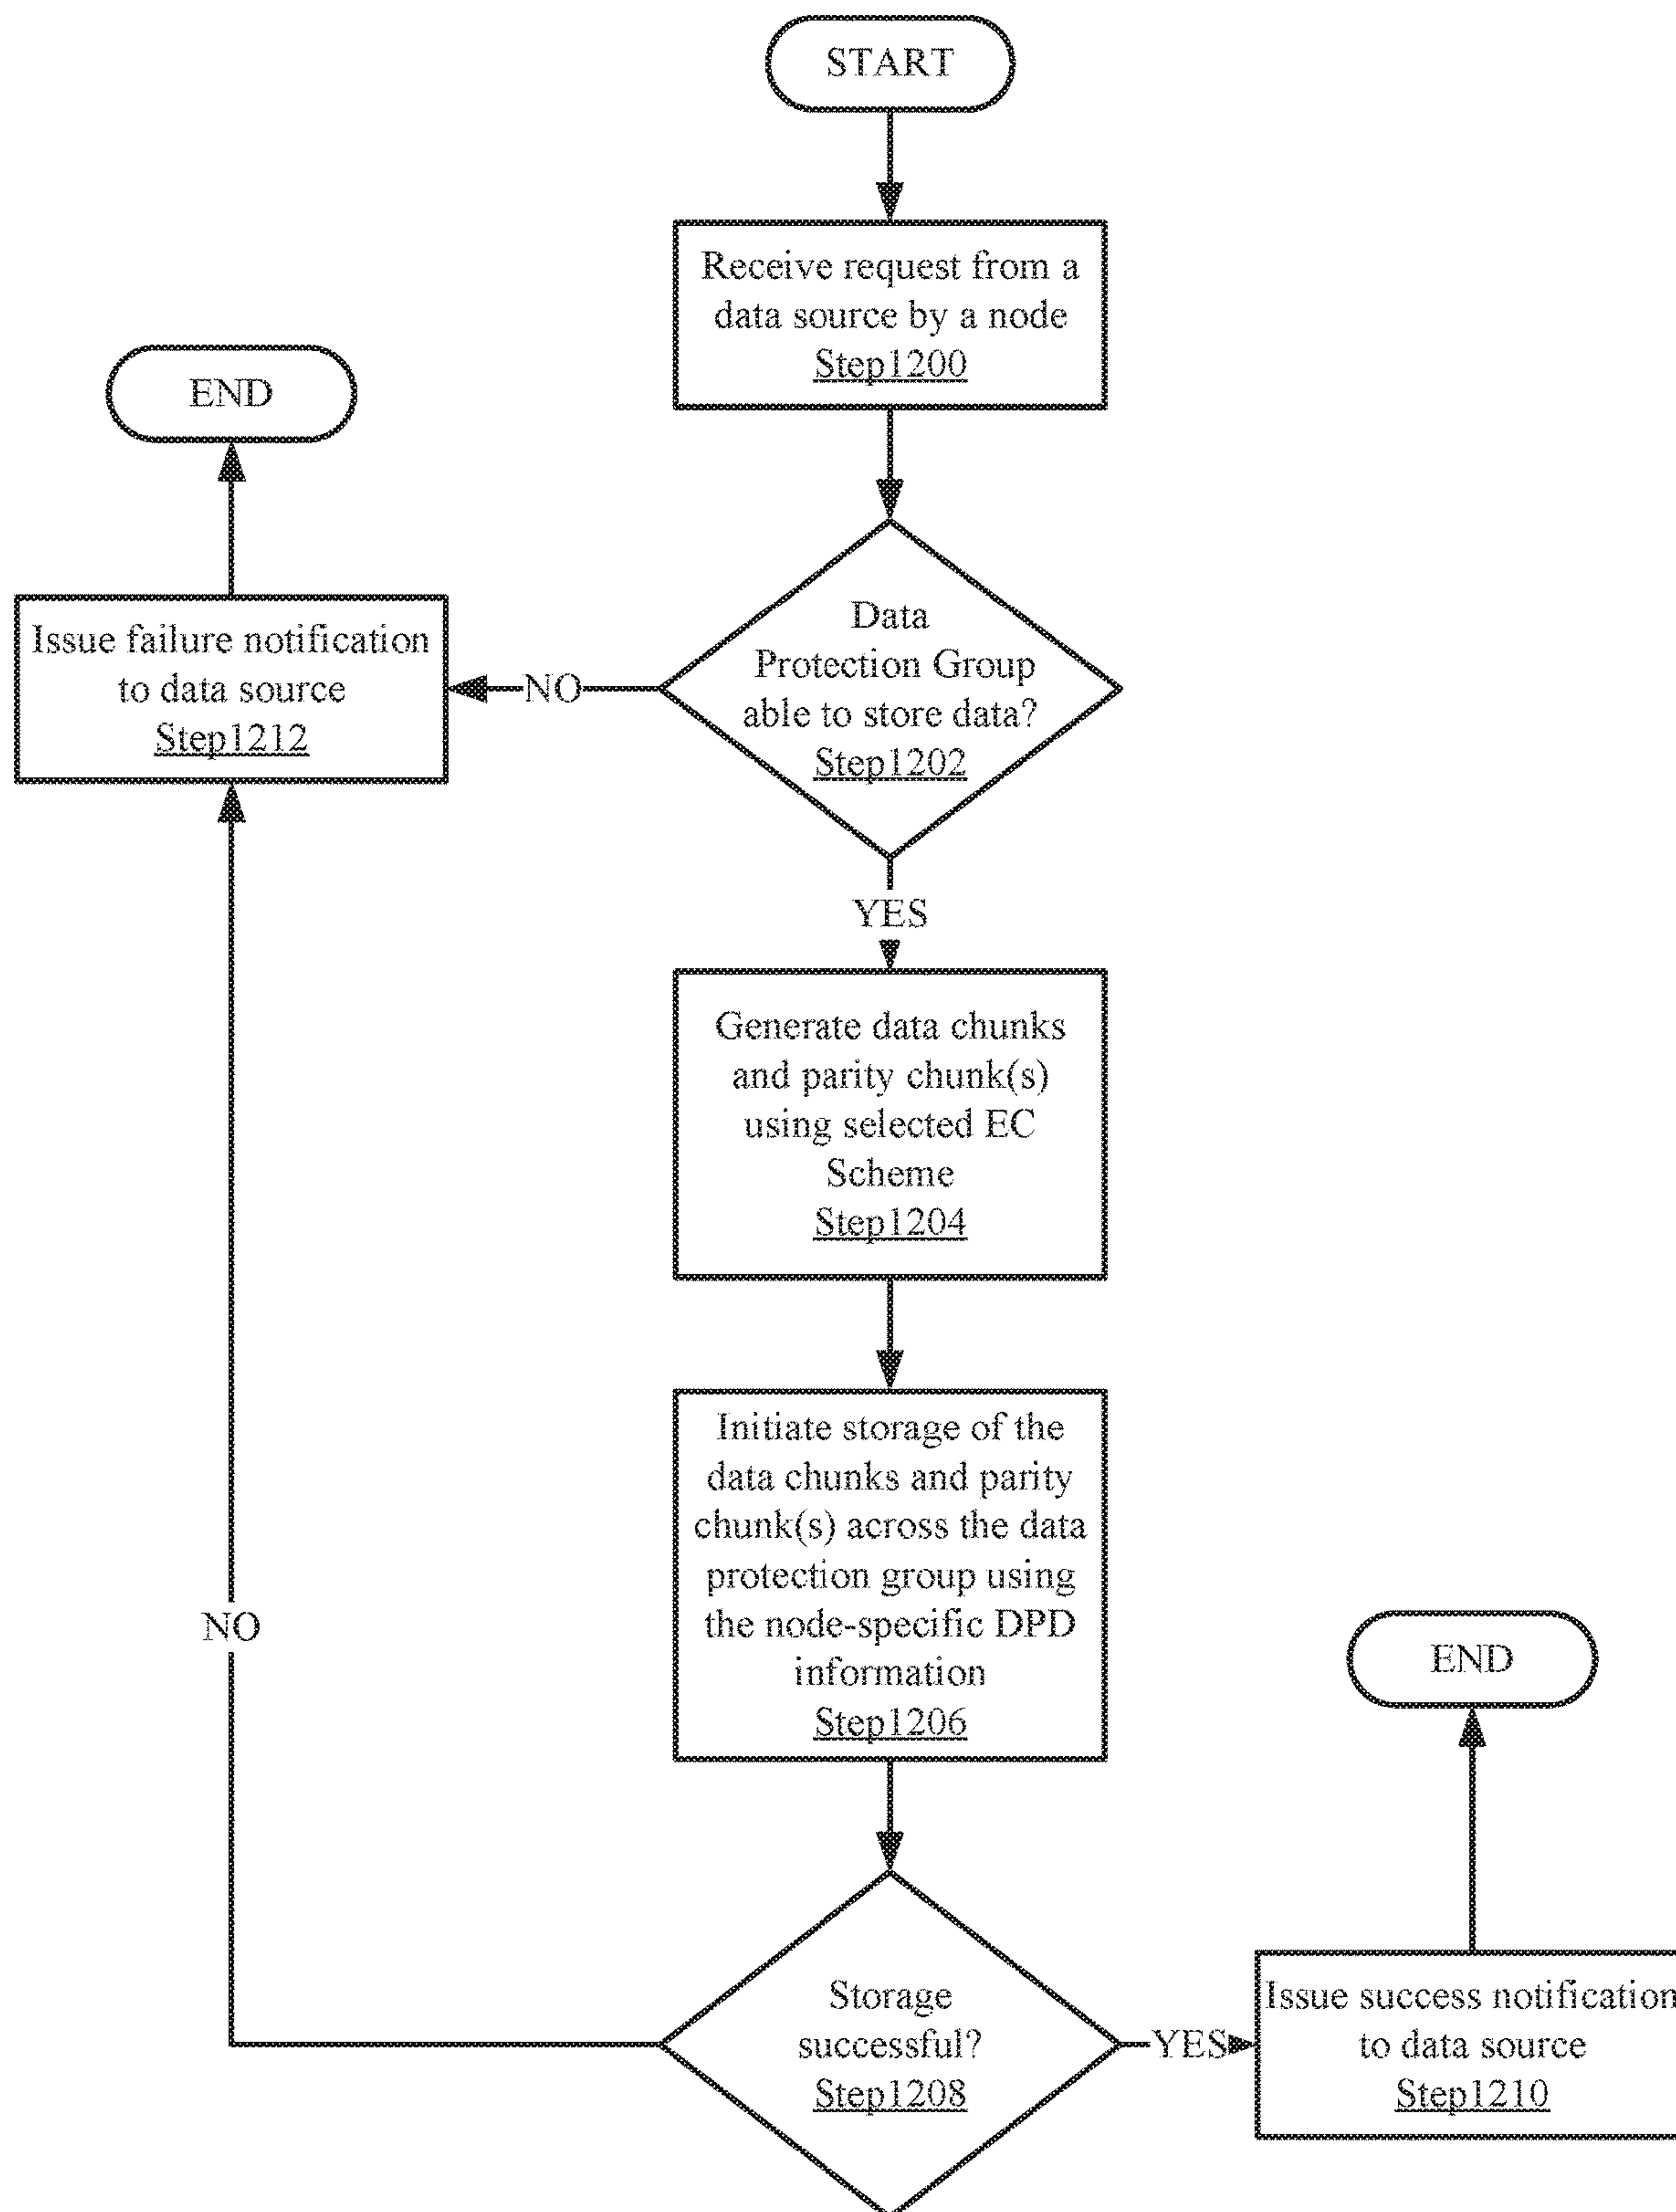 START
Receive request from a
data source by a node
Step1200
END
Data
Protection Group
able to store data?
Step1202
NO
Issue failure notification
to data source
Step1212
YES
Generate data chunks
and parity chunk(s)
using selected EC
Scheme
Step1204
Initiate storage of the
data chunks and parity
chunk(s) across the data
protection group using
the node-specific DPD
information
Step1206
NO
END
Storage
successful?
Step1208
YES
Issue success notification
to data source
Step1210